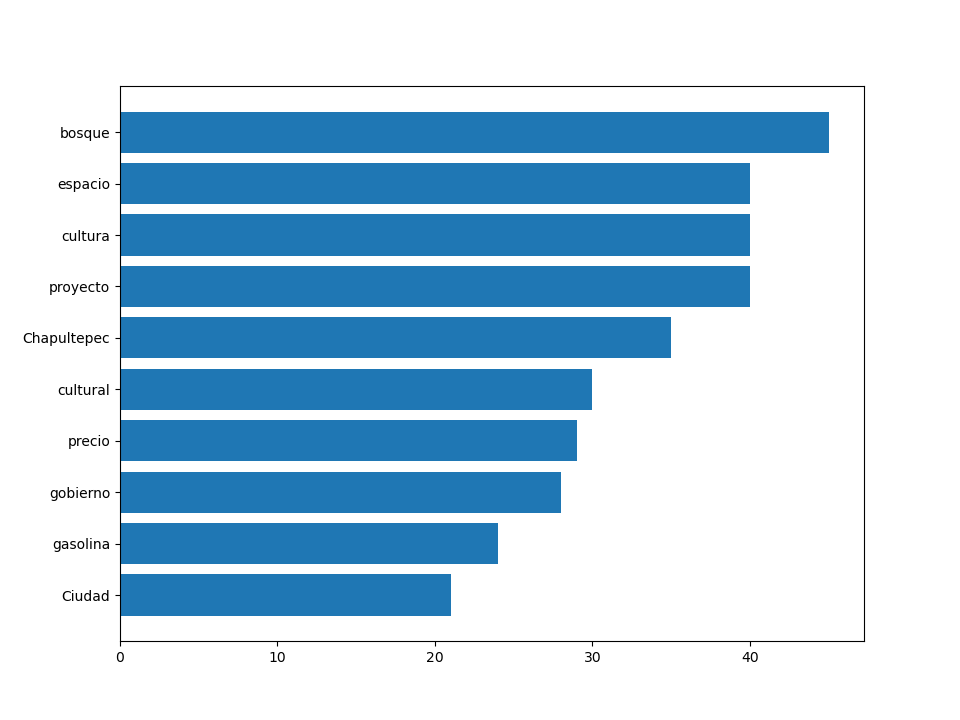 bosque
espacio
cultura
proyecto
Chapultepec
cultural
precio
gobierno
gasolina
Ciudad
0 10 20 30 40